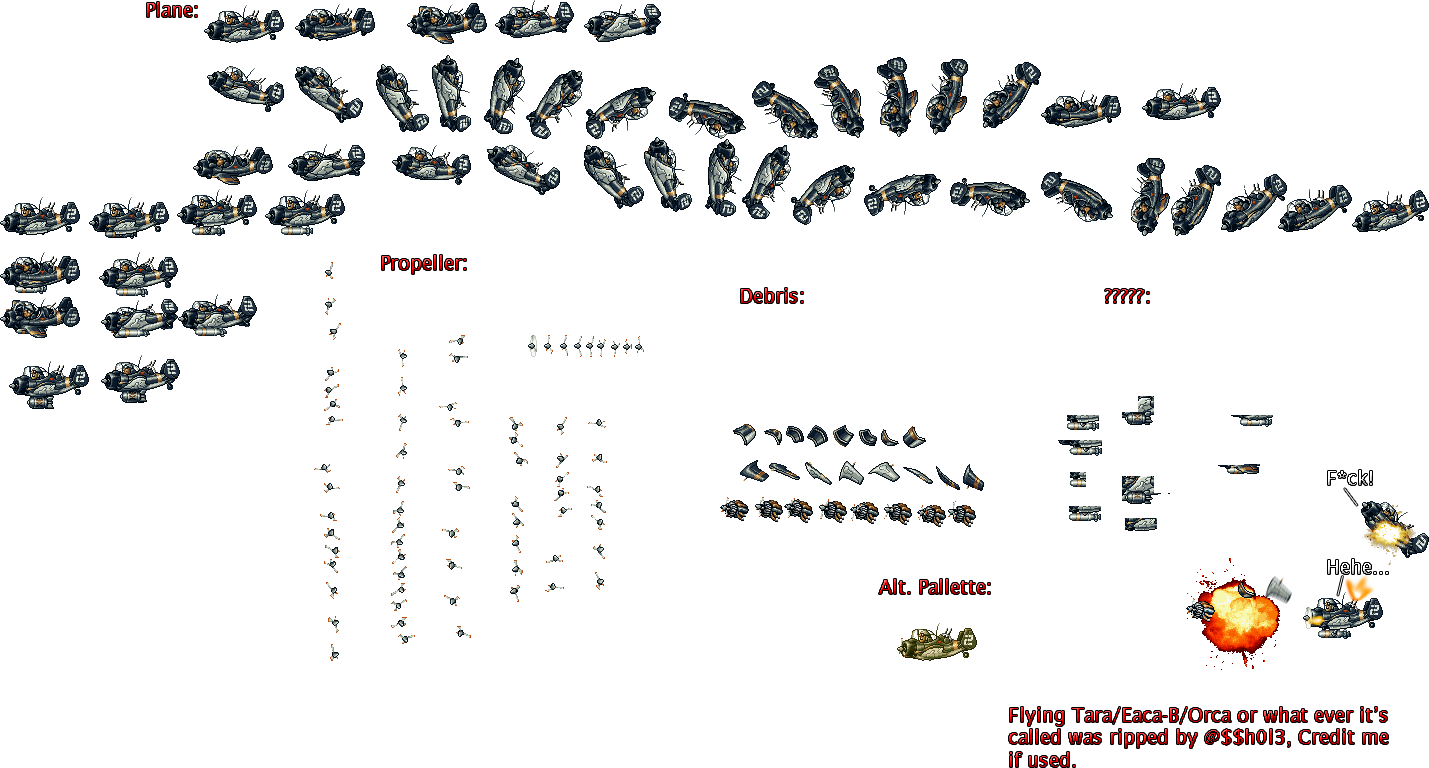 Plane:
Propeller:
Debris:
?????:
F*ck!
Hehe...
Alt. Pallette:
Flying Tara/Eaca-B/Orca or what ever it's
called was ripped by @$$h0l3, Credit me
if used.